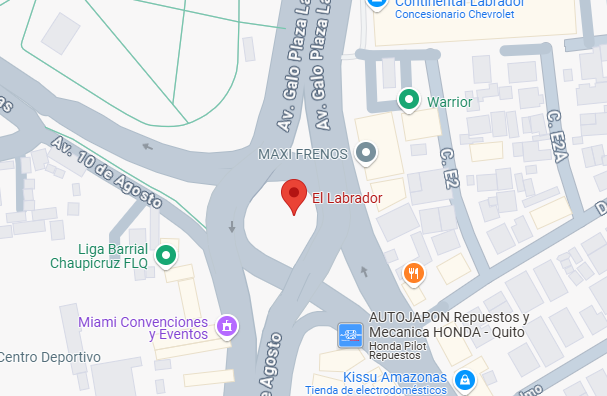 Continental Labrador
Concesionario Chevrolet
Av. Galo Plaza La
Av. Galo Plaza La
Warrior
as
MAXI FRENOS
C. E2
C. E2A
Av. 10 de Agosto
El Labrador
Liga Barrial
Chaupicruz FLQ
Miami Convenciones
y Eventos
AUTOJAPON Repuestos y
Mecanica HONDA - Quito
Honda Pilot
Repuestos
e Agosto
Centro Deportivo
Kissu Amazonas
Tienda de electrodomésticos